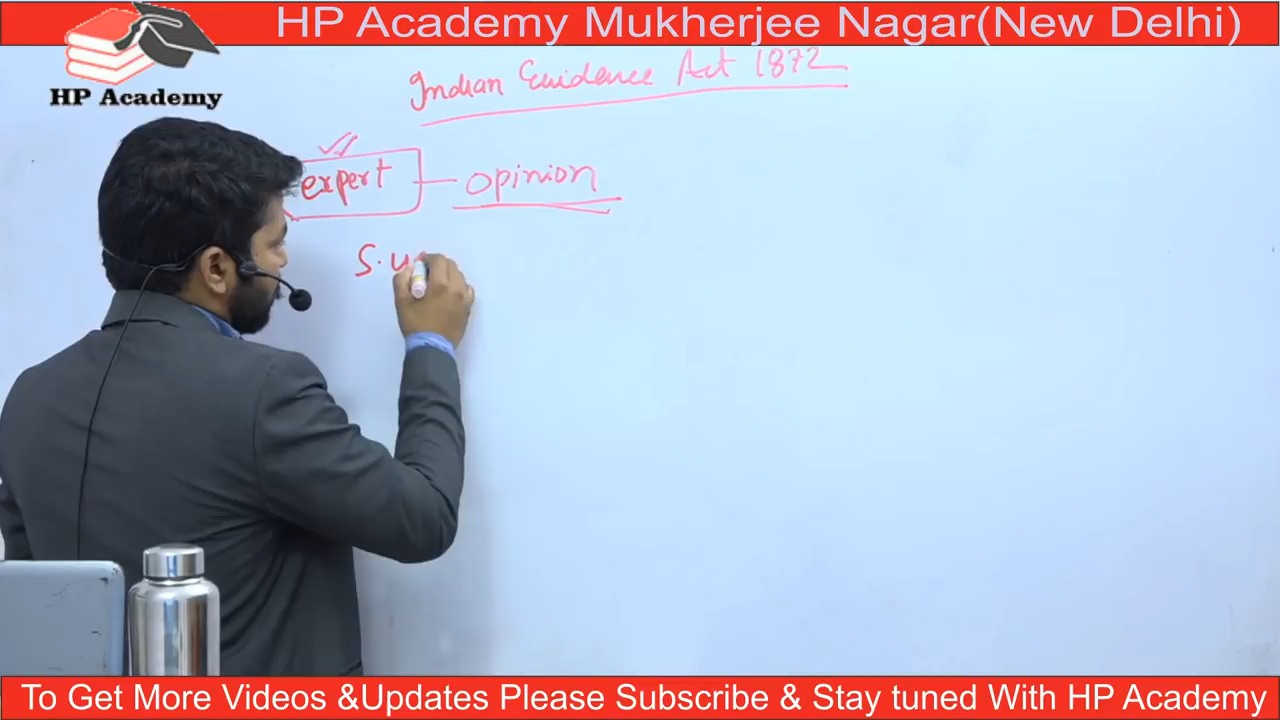 HP Academy Mukherjee Nagar(New Delhi)
HP Academy
Indian Evidence Act 1872
expert - opinion
S.
To Get More Videos &Updates Please Subscribe & Stay tuned With HP Academy